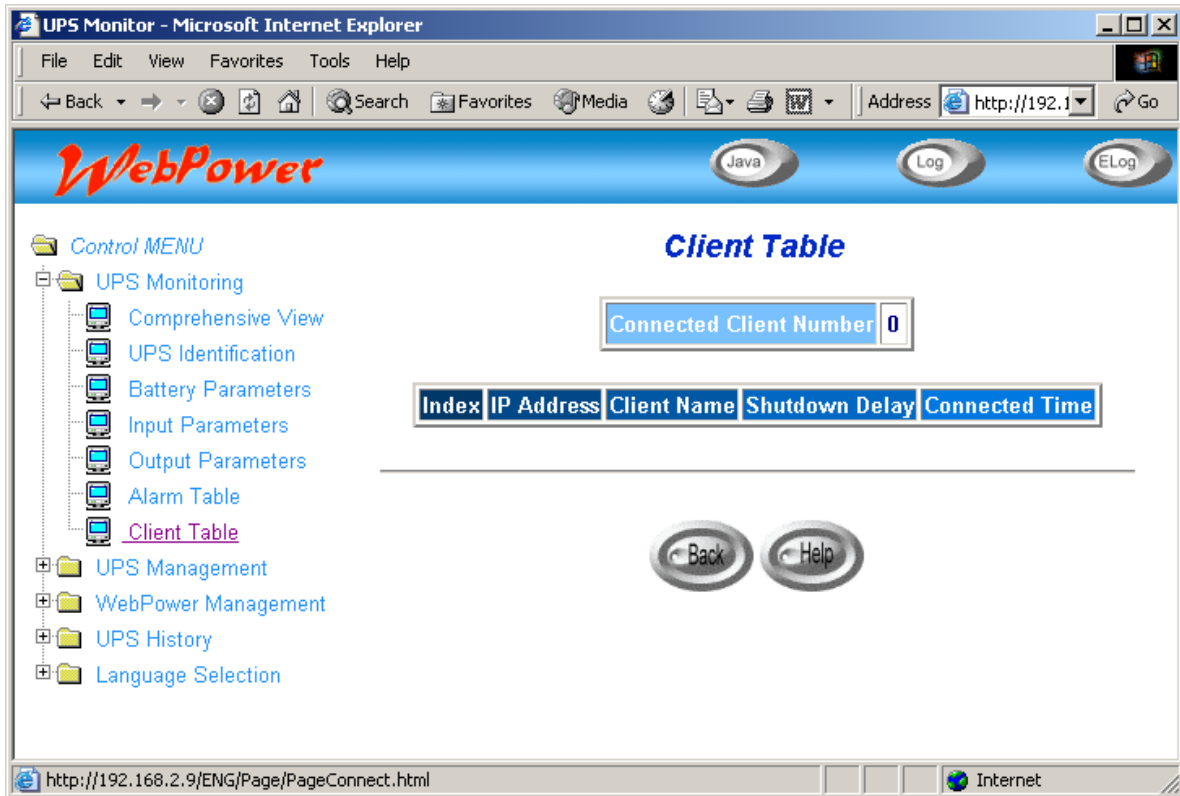 UPS Monitor - Microsoft Internet Explorer
File Edit View Favorites Tools Help
Back Search Favorites Media Address http://192.1 Go
WebPower Java Log ELog
Control MENU
UPS Monitoring
Comprehensive View
UPS Identification
Battery Parameters
Input Parameters
Output Parameters
Alarm Table
Client Table
UPS Management
WebPower Management
UPS History
Language Selection
Client Table
Connected Client Number 0
Index IP Address Client Name Shutdown Delay Connected Time
Back Help
http://192.168.2.9/ENG/Page/PageConnect.html Internet